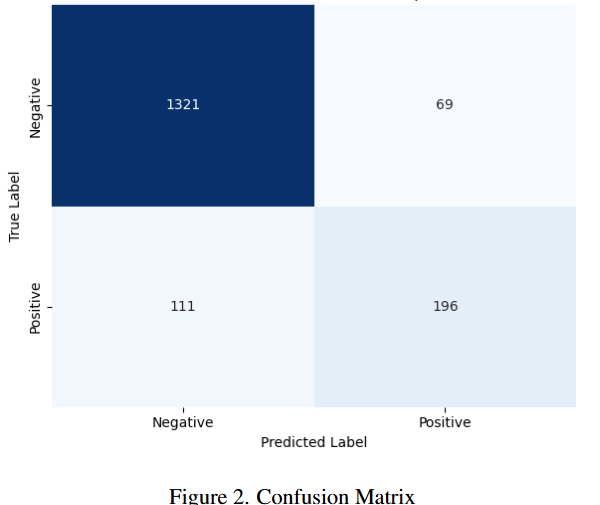 Negative
1321
69
True Label
Positive
111
196
Negative
Positive
Predicted Label
Figure 2. Confusion Matrix